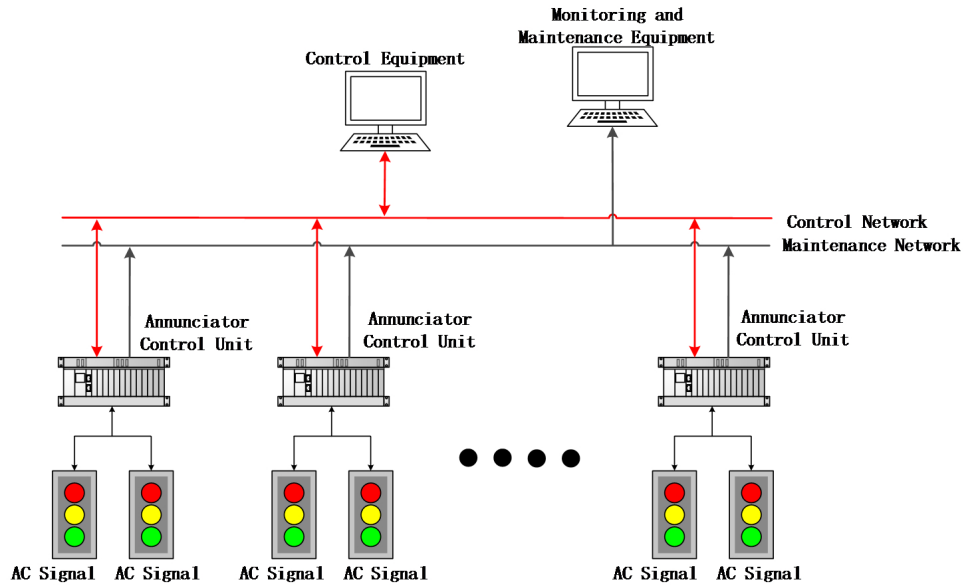 Monitoring and
Maintenance Equipment
Control Equipment
Control Network
Maintenance Network
Annunciator
Control Unit
Annunciator
Control Unit
Annunciator
Control Unit
AC Signal
AC Signal
AC Signal
AC Signal
AC Signal
AC Signal